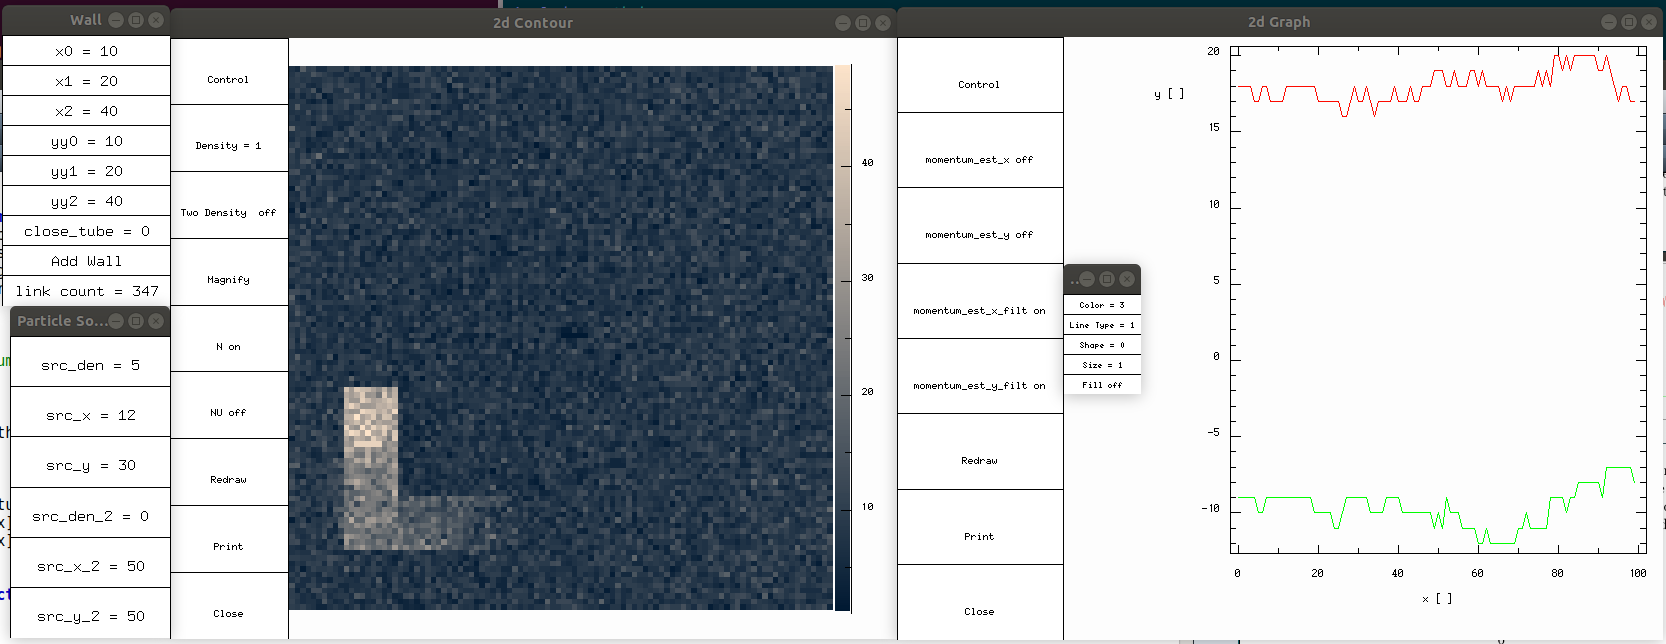 Wall
x0 = 10
x1 = 20
x2 = 40
yy0 = 10
yy1 = 20
yy2 = 40
close_tube = 0
Add Wall
link count = 347
Particle So...
src_den = 5
src_x = 12
src_y = 30
src_den_2 = 0
src_x_2 = 50
src_y_2 = 50
2d Contour
Control
Density = 1
Two Density off
Magnify
N on
NU off
Redraw
Print
Close
40
30
20
10
2d Graph
Control
momentum_est_x off
momentum_est_y off
momentum_est_x_filt on
momentum_est_y_filt on
Redraw
Print
Close
...
Color = 3
Line Type = 1
Shape = 0
Size = 1
Fill off
y [ ]
20
15
10
5
0
-5
-10
0 20 40 60 80 100
x [ ]